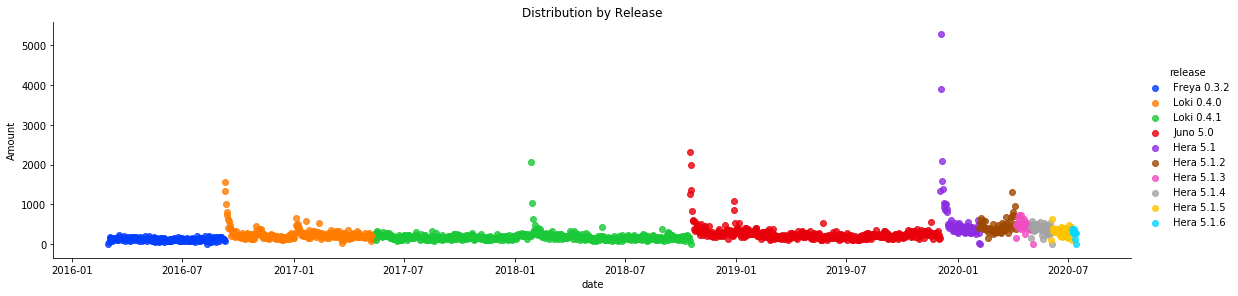 Distribution by Release
Amount
5000
4000
3000
2000
1000
0
2016-01
2016-07
2017-01
2017-07
2018-01
2018-07
2019-01
2019-07
2020-01
2020-07
date
release
Freya 0.3.2
Loki 0.4.0
Loki 0.4.1
Juno 5.0
Hera 5.1
Hera 5.1.2
Hera 5.1.3
Hera 5.1.4
Hera 5.1.5
Hera 5.1.6